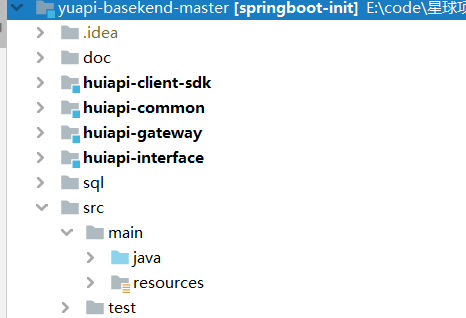 yuapi-basekend-master [springboot-init] E:\code\星球项
.idea
doc
huiapi-client-sdk
huiapi-common
huiapi-gateway
huiapi-interface
sql
src
main
java
resources
test